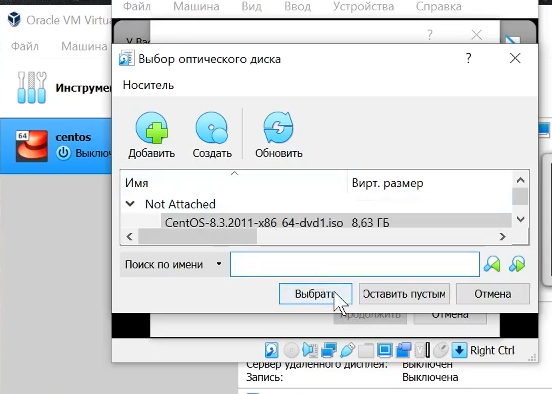 Файл Машина Вид Ввод Устройства Справка
Oracle VM Virtu
Файл Машина
Выбор оптического диска
Носитель
Инструмен
64
centos
Выключ
Добавить Создать Обновить
Имя Вирт. размер
Not Attached
CentOS-8.3.2011-x86_64-dvd1.iso 8,63 ГБ
Поиск по имени
Выбрать Оставить пустым Отмена
Продолжить Отмена
Right Ctrl
Сервер удаленного дисплея: Выключен
Запись: Выключена